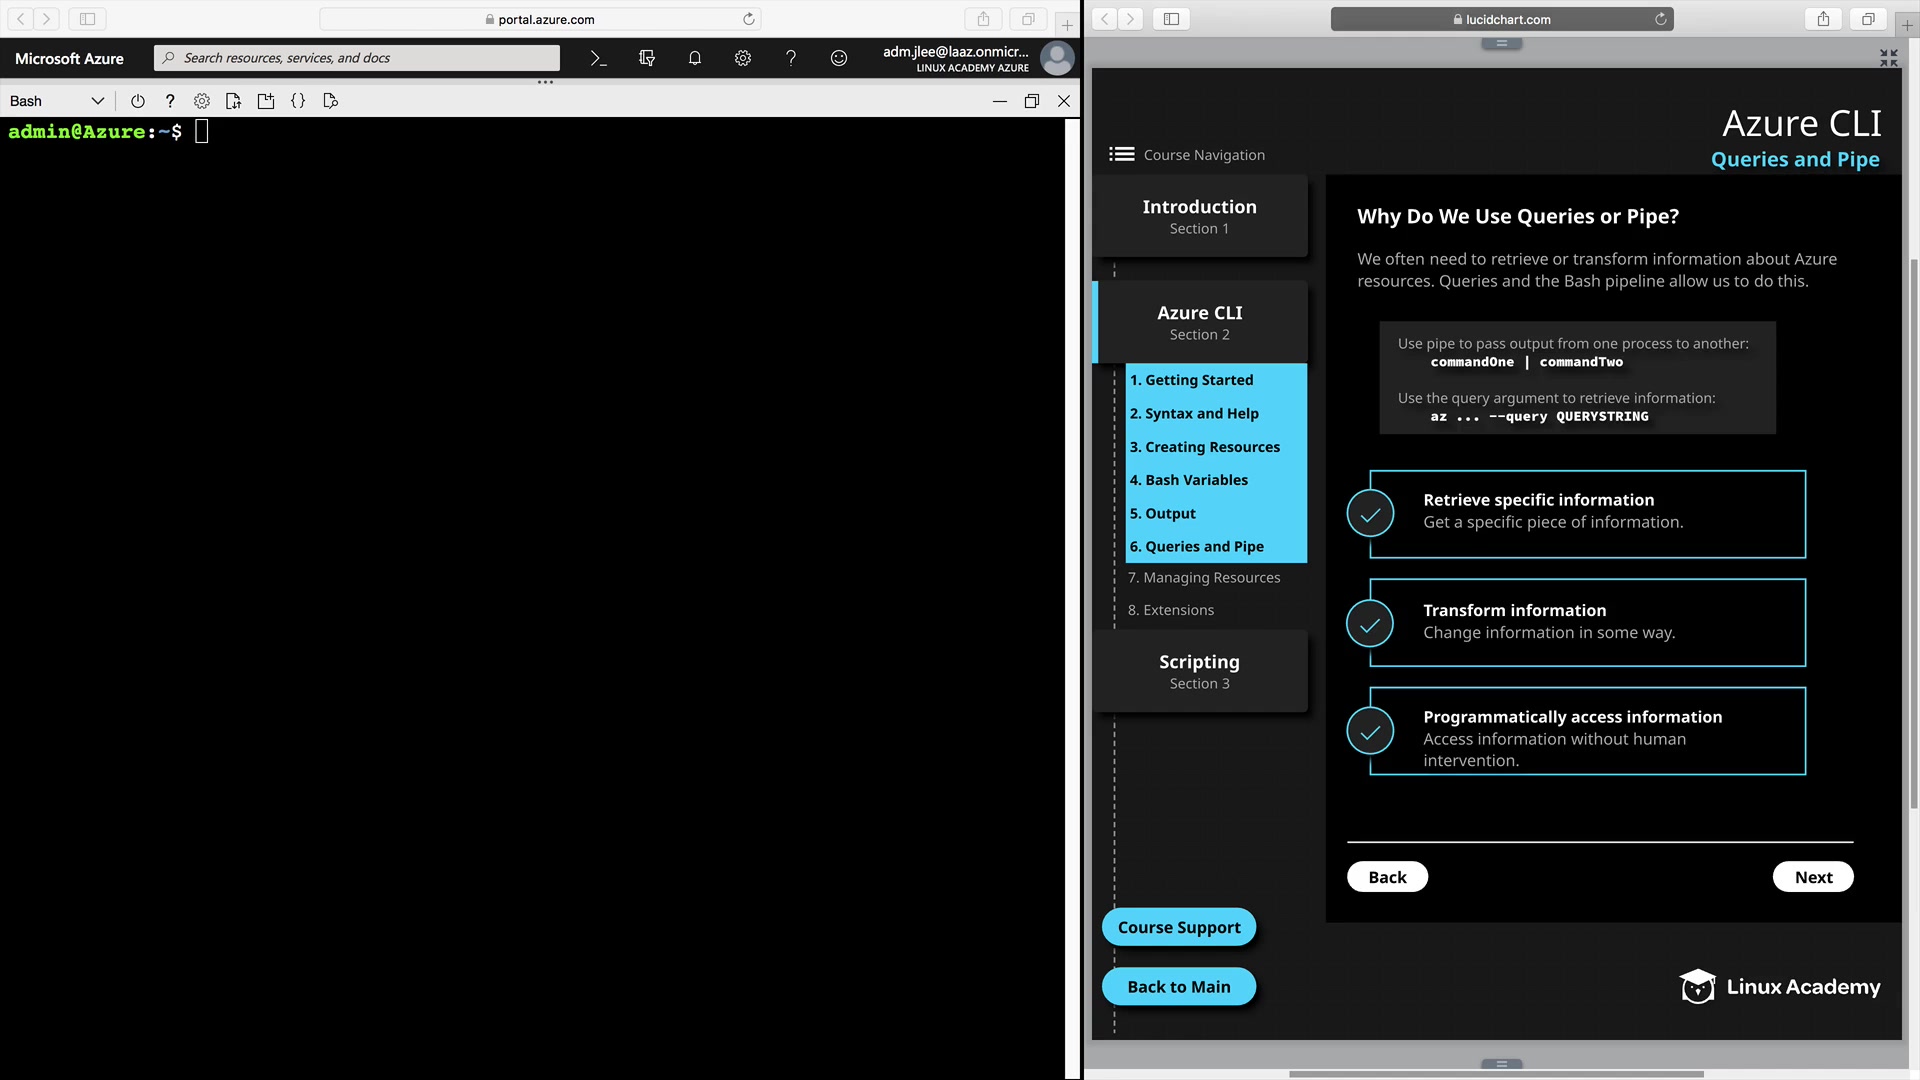 portal.azure.com
Microsoft Azure
Search resources, services, and docs
adm.jlee@laaz.onmicr...
LINUX ACADEMY AZURE
Bash
admin@Azure:~$
lucidchart.com
Azure CLI
Queries and Pipe
Course Navigation
Introduction
Section 1
Azure CLI
Section 2
1. Getting Started
2. Syntax and Help
3. Creating Resources
4. Bash Variables
5. Output
6. Queries and Pipe
7. Managing Resources
8. Extensions
Scripting
Section 3
Course Support
Back to Main
Why Do We Use Queries or Pipe?
We often need to retrieve or transform information about Azure
resources. Queries and the Bash pipeline allow us to do this.
Use pipe to pass output from one process to another:
commandOne | commandTwo
Use the query argument to retrieve information:
az ... --query QUERYSTRING
Retrieve specific information
Get a specific piece of information.
Transform information
Change information in some way.
Programmatically access information
Access information without human
intervention.
Back
Next
Linux Academy